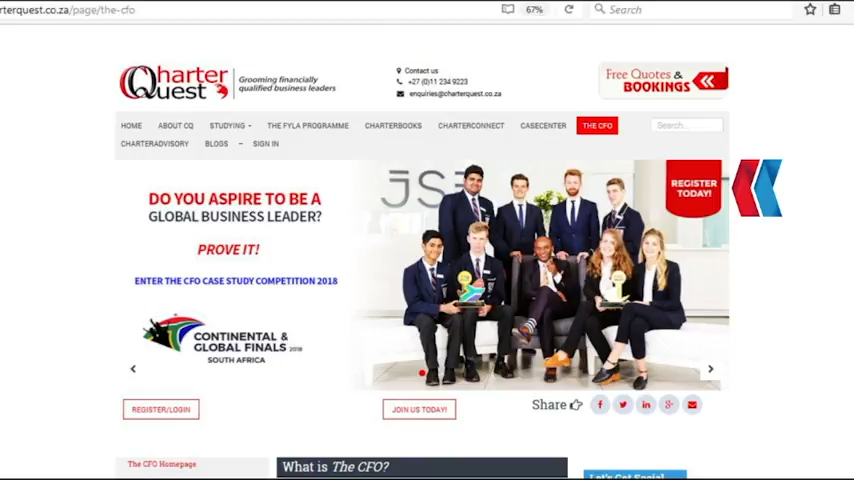 rterquest.co.za/page/the-cfo
67%
Search
Charter Quest
Grooming financially
qualified business leaders
Contact us
+27 (0)11 234 9223
enquiries@charterquest.co.za
Free Quotes &
BOOKINGS
HOME ABOUT CQ STUDYING THE FYLA PROGRAMME CHARTERBOOKS CHARTERCONNECT CASECENTER THE CFO Search...
CHARTERADVISORY BLOGS – SIGN IN
DO YOU ASPIRE TO BE A
GLOBAL BUSINESS LEADER?
PROVE IT!
ENTER THE CFO CASE STUDY COMPETITION 2018
CONTINENTAL &
GLOBAL FINALS 2018
SOUTH AFRICA
JSE
REGISTER
TODAY!
REGISTER/LOGIN
JOIN US TODAY!
Share
The CFO Homepage
What is The CFO?
Let's Get Social